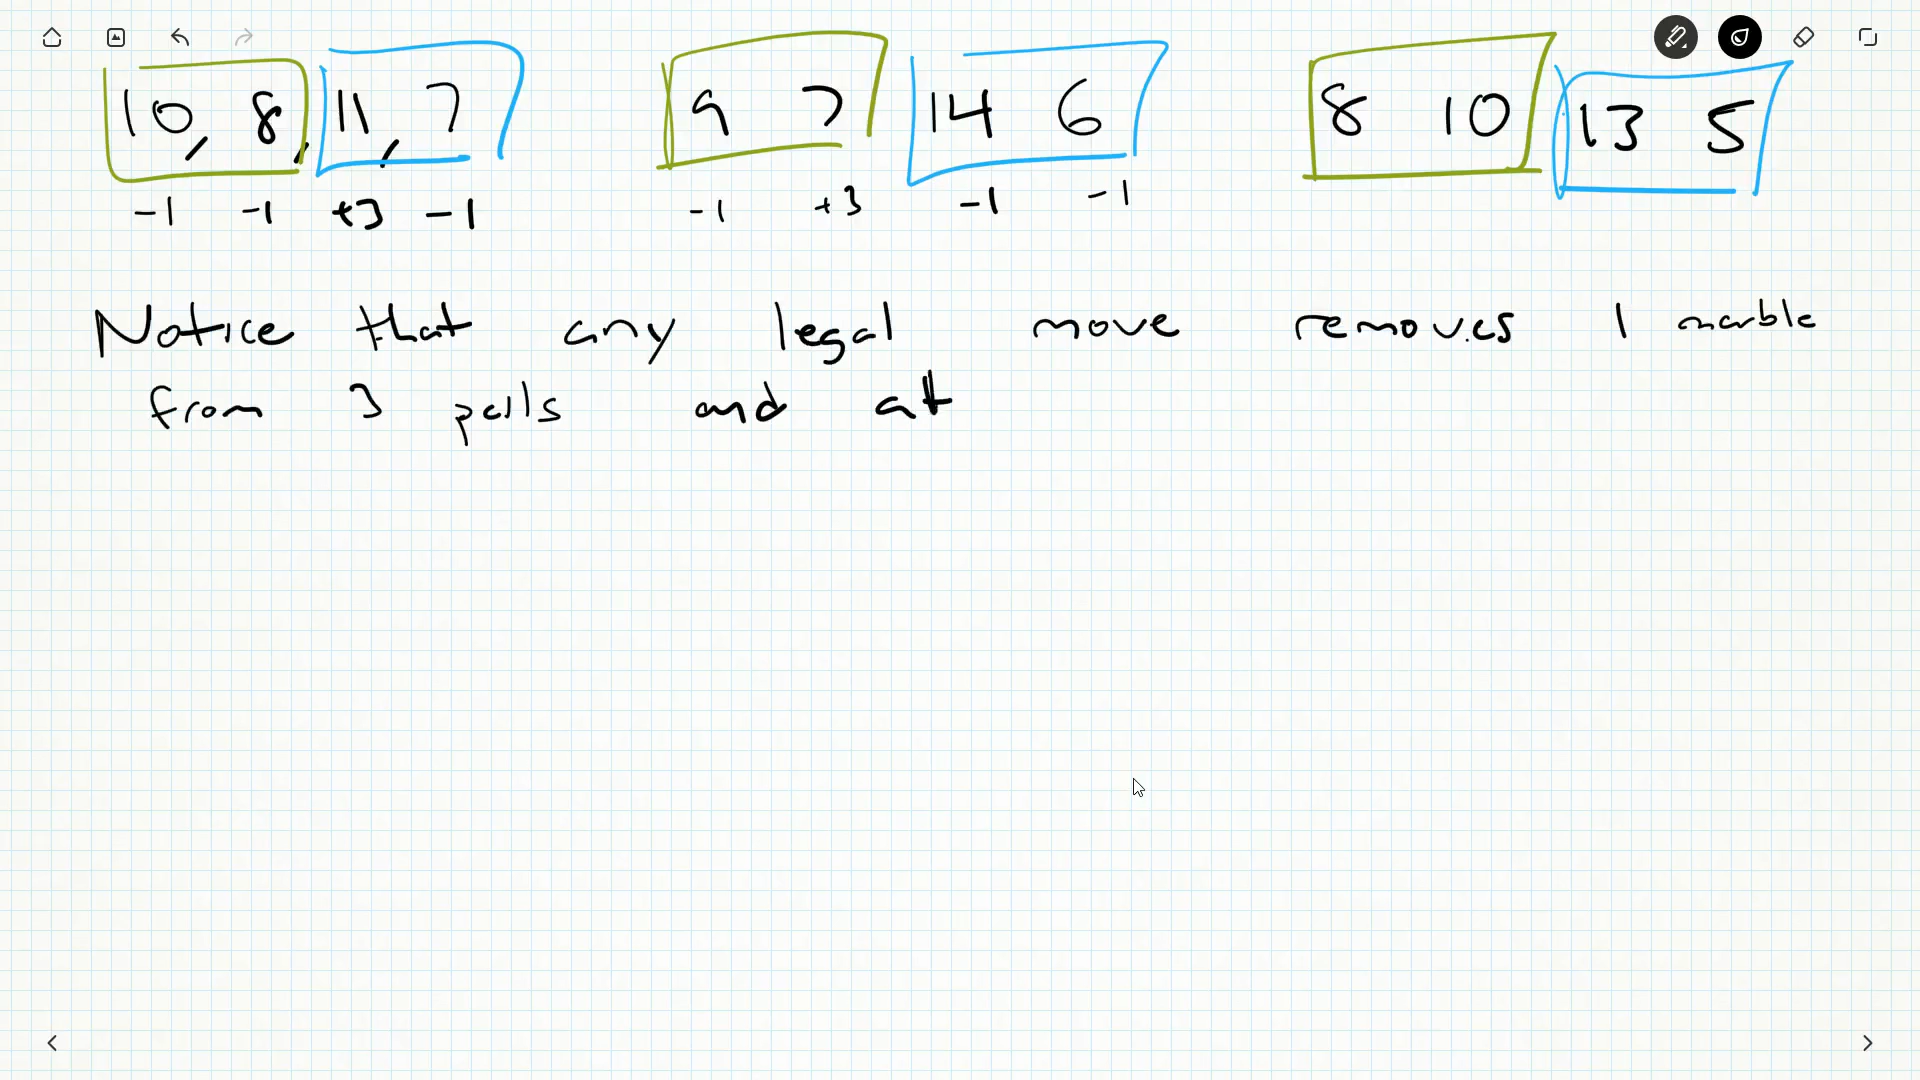 10, 8, 11, 7 9 7 14 6 8 10 13 5
-1 -1 +3 -1 -1 +3 -1 -1
Notice that any legal move removes 1 marble
from 3 pails and at